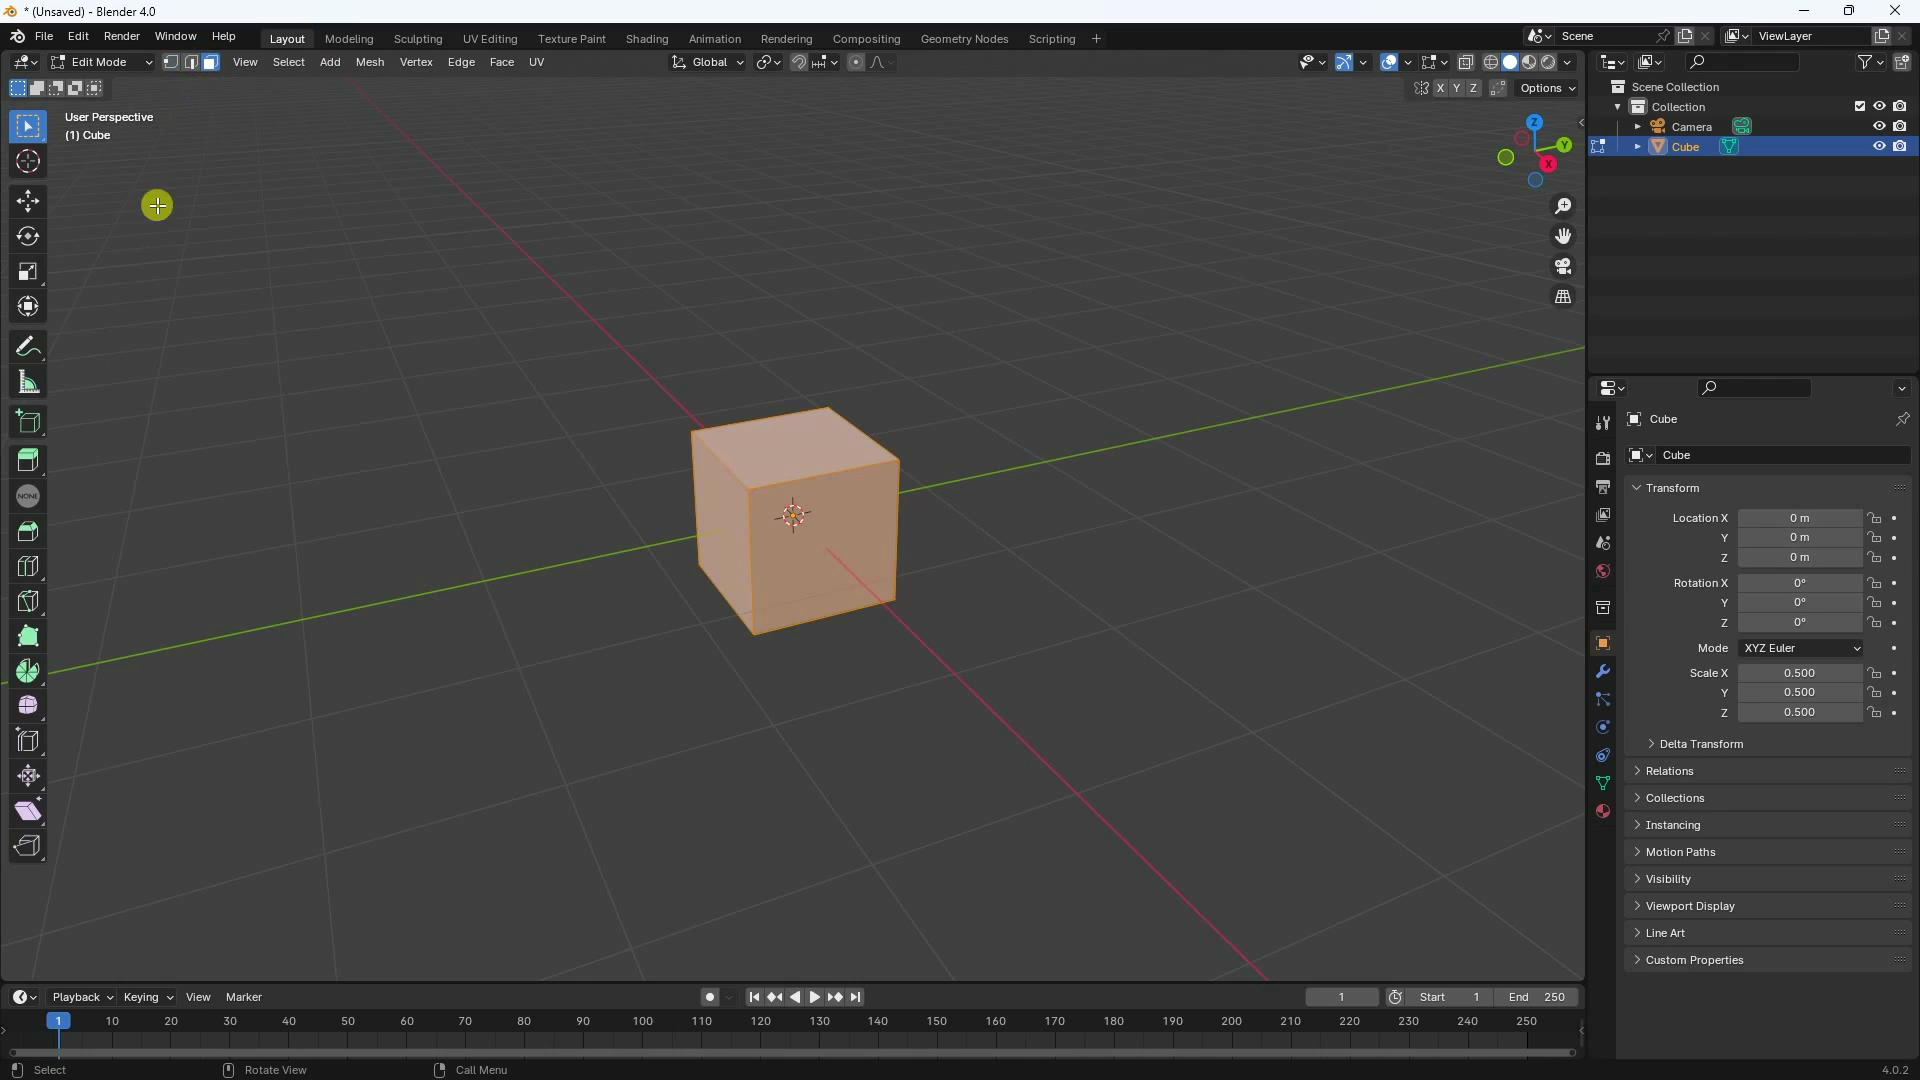 * (Unsaved) - Blender 4.0
File Edit Render Window Help Layout Modeling Sculpting UV Editing Texture Paint Shading Animation Rendering Compositing Geometry Nodes Scripting + Scene ViewLayer
Edit Mode View Select Add Mesh Vertex Edge Face UV Global
X Y Z Options
User Perspective
(1) Cube
Z
Y
X
NONE
Scene Collection
Collection
Camera
Cube
Cube
Cube
Transform
Location X 0 m
Y 0 m
Z 0 m
Rotation X 0°
Y 0°
Z 0°
Mode XYZ Euler
Scale X 0.500
Y 0.500
Z 0.500
Delta Transform
Relations
Collections
Instancing
Motion Paths
Visibility
Viewport Display
Line Art
Custom Properties
Playback Keying View Marker 1 Start 1 End 250
1 10 20 30 40 50 60 70 80 90 100 110 120 130 140 150 160 170 180 190 200 210 220 230 240 250
Select Rotate View Call Menu 4.0.2